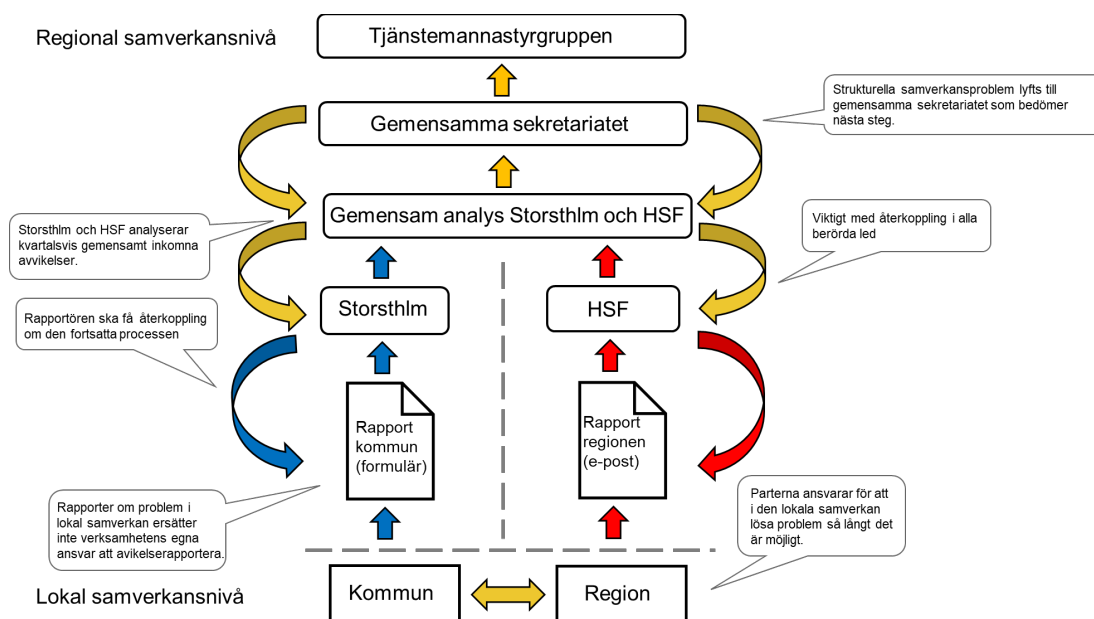 Regional samverkansnivå
Tjänstemannastyrgruppen
Strukturella samverkansproblem lyfts till
gemensamma sekretariatet som bedömer
nästa steg.
Gemensamma sekretariatet
Gemensam analys Storsthlm och HSF
Storsthlm och HSF analyserar
kvartalsvis gemensamt inkomna
avvikelser.
Viktigt med återkoppling i alla
berörda led
Storsthlm
HSF
Rapportören ska få återkoppling
om den fortsatta processen
Rapport
kommun
(formulär)
Rapport
regionen
(e-post)
Rapporter om problem i
lokal samverkan ersätter
inte verksamhetens egna
ansvar att avikelserapportera.
Parterna ansvarar för att
i den lokala samverkan
lösa problem så långt det
är möjligt.
Lokal samverkansnivå
Kommun
Region